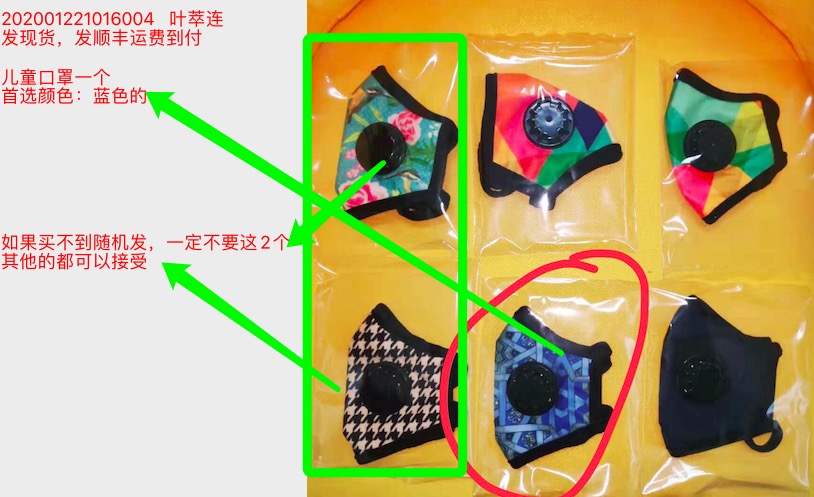 202001221016004 叶萃连
发现货，发顺丰运费到付
儿童口罩一个
首选颜色：蓝色的
如果买不到随机发，一定不要这2个
其他的都可以接受